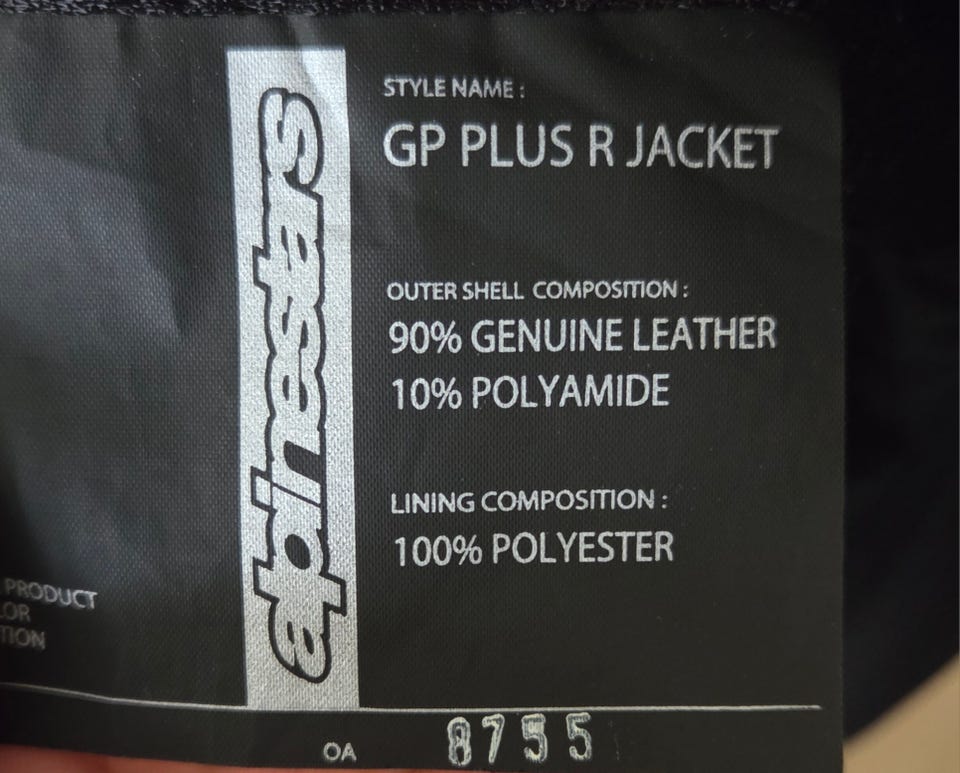 PRODUCT
LOR
TION
alpinestars
STYLE NAME :
GP PLUS R JACKET
OUTER SHELL COMPOSITION :
90% GENUINE LEATHER
10% POLYAMIDE
LINING COMPOSITION :
100% POLYESTER
OA 8755